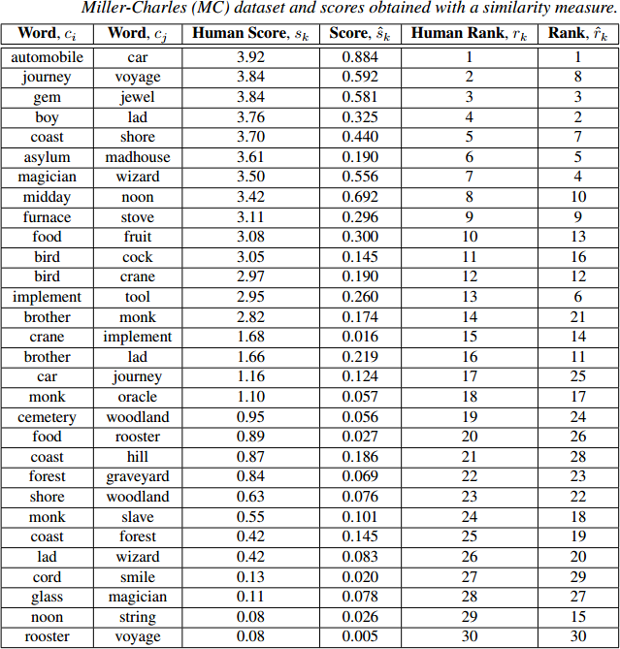 Miller-Charles (MC) dataset and scores obtained with a similarity measure.
Word, c_i Word, c_j Human Score, s_k Score, ŝ_k Human Rank, r_k Rank, r̂_k
automobile car 3.92 0.884 1 1
journey voyage 3.84 0.592 2 8
gem jewel 3.84 0.581 3 3
boy lad 3.76 0.325 4 2
coast shore 3.70 0.440 5 7
asylum madhouse 3.61 0.190 6 5
magician wizard 3.50 0.556 7 4
midday noon 3.42 0.692 8 10
furnace stove 3.11 0.296 9 9
food fruit 3.08 0.300 10 13
bird cock 3.05 0.145 11 16
bird crane 2.97 0.190 12 12
implement tool 2.95 0.260 13 6
brother monk 2.82 0.174 14 21
crane implement 1.68 0.016 15 14
brother lad 1.66 0.219 16 11
car journey 1.16 0.124 17 25
monk oracle 1.10 0.057 18 17
cemetery woodland 0.95 0.056 19 24
food rooster 0.89 0.027 20 26
coast hill 0.87 0.186 21 28
forest graveyard 0.84 0.069 22 23
shore woodland 0.63 0.076 23 22
monk slave 0.55 0.101 24 18
coast forest 0.42 0.145 25 19
lad wizard 0.42 0.083 26 20
cord smile 0.13 0.020 27 29
glass magician 0.11 0.078 28 27
noon string 0.08 0.026 29 15
rooster voyage 0.08 0.005 30 30